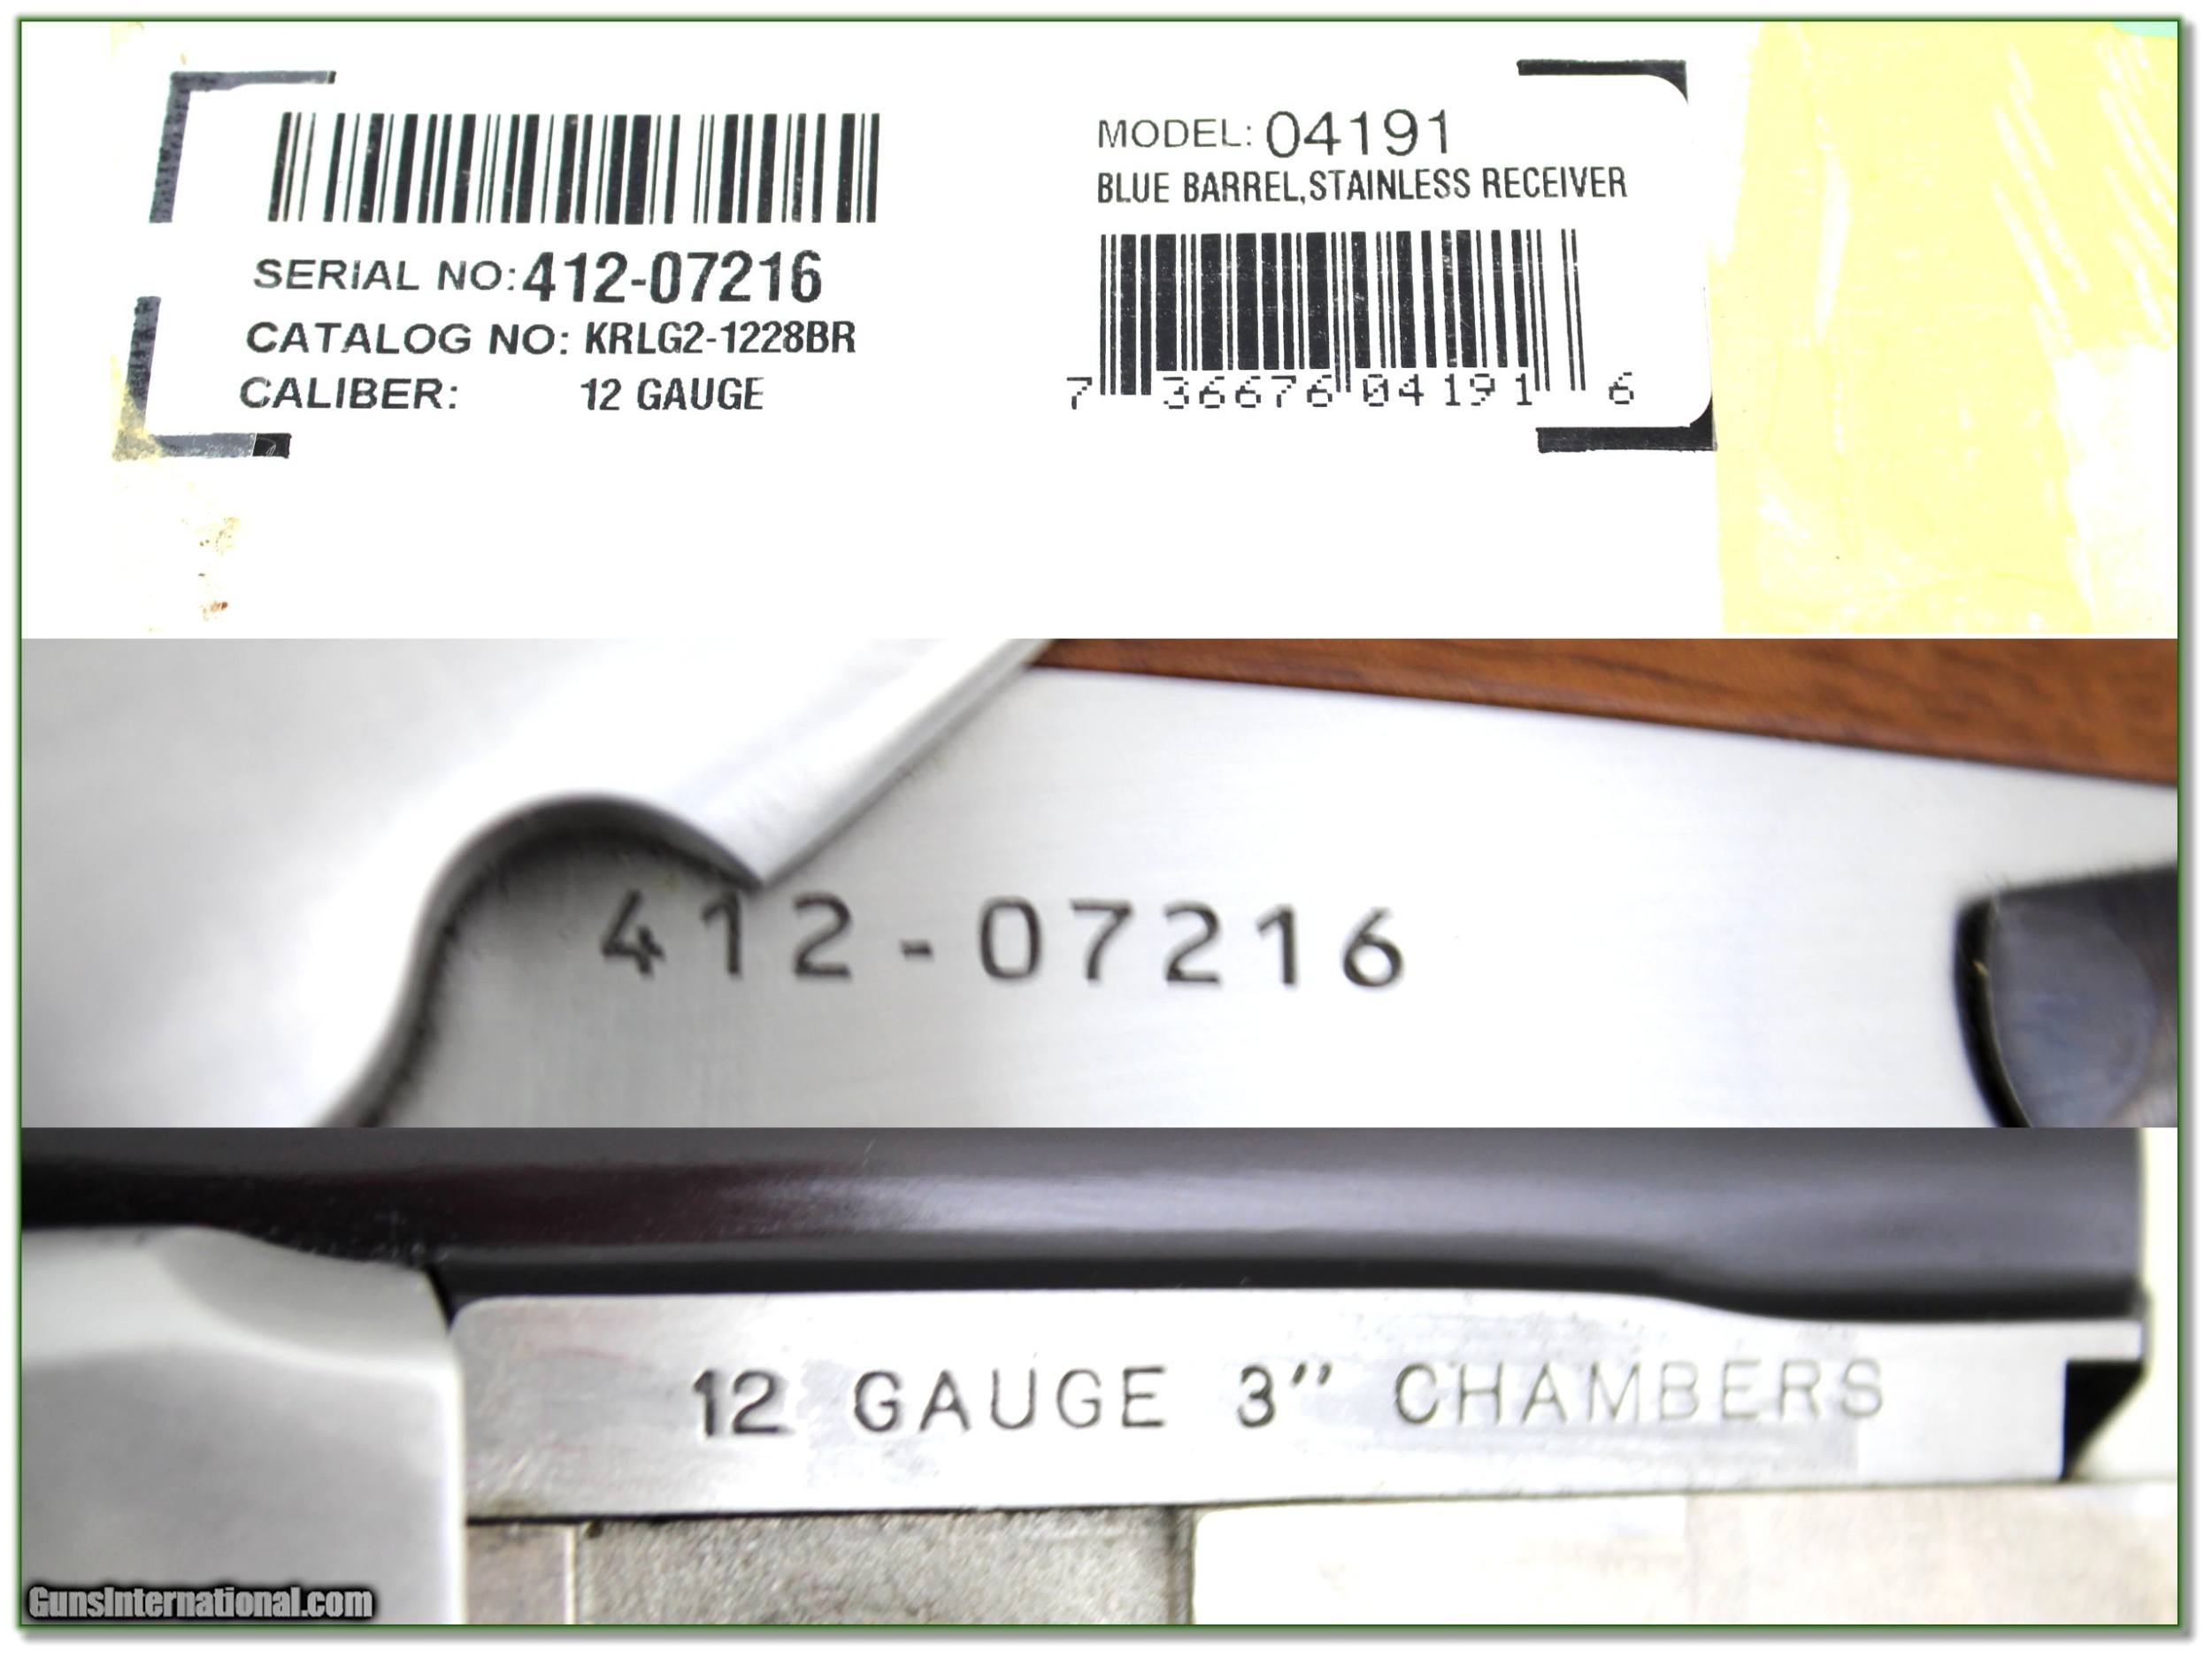 SERIAL NO: 412-07216
CATALOG NO: KRLG2-1228BR
CALIBER: 12 GAUGE
MODEL: 04191
BLUE BARREL, STAINLESS RECEIVER
7 36676 04191 6
412-07216
12 GAUGE 3" CHAMBERS
GunsInternational.com